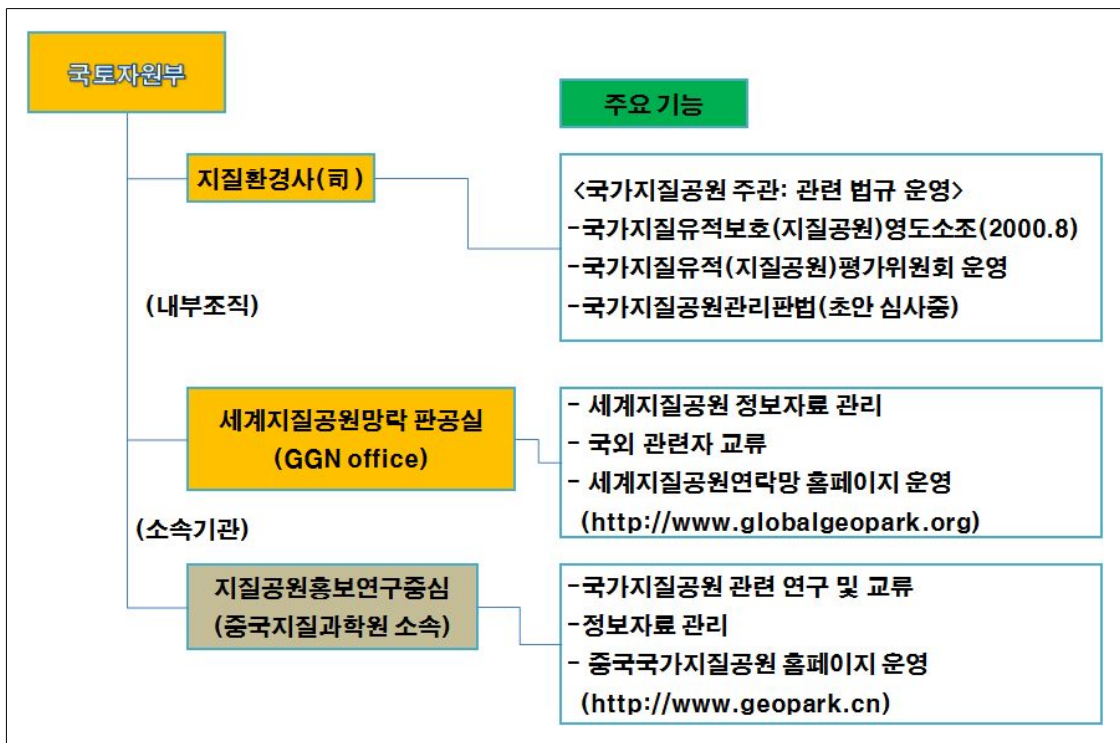 국토자원부
주요 기능
지질환경사(司)
<국가지질공원 주관: 관련 법규 운영>
-국가지질유적보호(지질공원)영도소조(2000.8)
-국가지질유적(지질공원)평가위원회 운영
-국가지질공원관리판법(초안 심사중)
(내부조직)
세계지질공원망락 판공실
(GGN office)
- 세계지질공원 정보자료 관리
- 국외 관련자 교류
- 세계지질공원연락망 홈페이지 운영
(http://www.globalgeopark.org)
(소속기관)
지질공원홍보연구중심
(중국지질과학원 소속)
-국가지질공원 관련 연구 및 교류
-정보자료 관리
- 중국국가지질공원 홈페이지 운영
(http://www.geopark.cn)